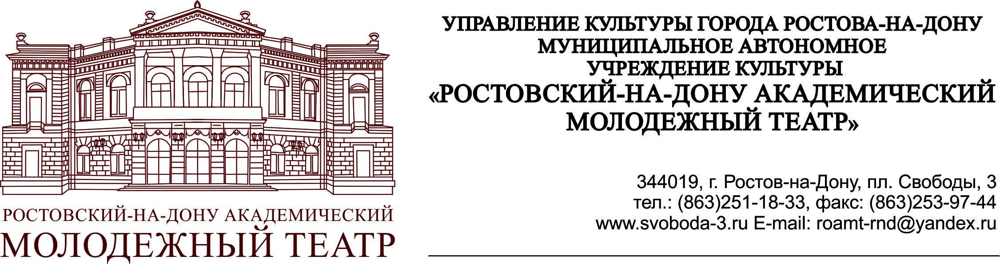 РОСТОВСКИЙ-НА-ДОНУ АКАДЕМИЧЕСКИЙ
МОЛОДЕЖНЫЙ ТЕАТР
УПРАВЛЕНИЕ КУЛЬТУРЫ ГОРОДА РОСТОВА-НА-ДОНУ
МУНИЦИПАЛЬНОЕ АВТОНОМНОЕ
УЧРЕЖДЕНИЕ КУЛЬТУРЫ
«РОСТОВСКИЙ-НА-ДОНУ АКАДЕМИЧЕСКИЙ
МОЛОДЕЖНЫЙ ТЕАТР»
344019, г. Ростов-на-Дону, пл. Свободы, 3
тел.: (863)251-18-33, факс: (863)253-97-44
www.svoboda-3.ru E-mail: roamt-rnd@yandex.ru